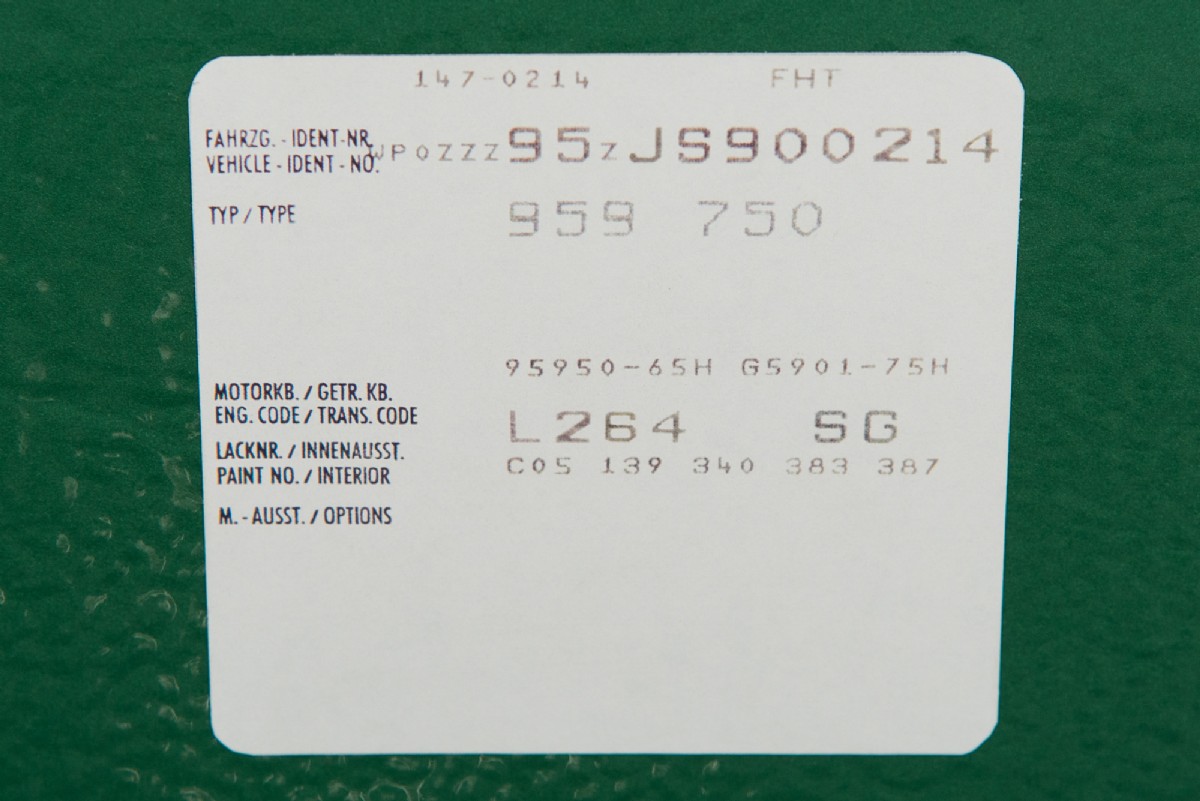 147-0214 FHT
FAHRZG. - IDENT-NR.
VEHICLE - IDENT - NO. WP0ZZZ95ZJS900214
TYP / TYPE 959 750
95950-65H G5901-75H
MOTORKB. / GETR. KB.
ENG. CODE / TRANS. CODE L264 SG
LACKNR. / INNENAUSST.
PAINT NO. / INTERIOR C05 139 340 383 387
M. - AUSST. / OPTIONS